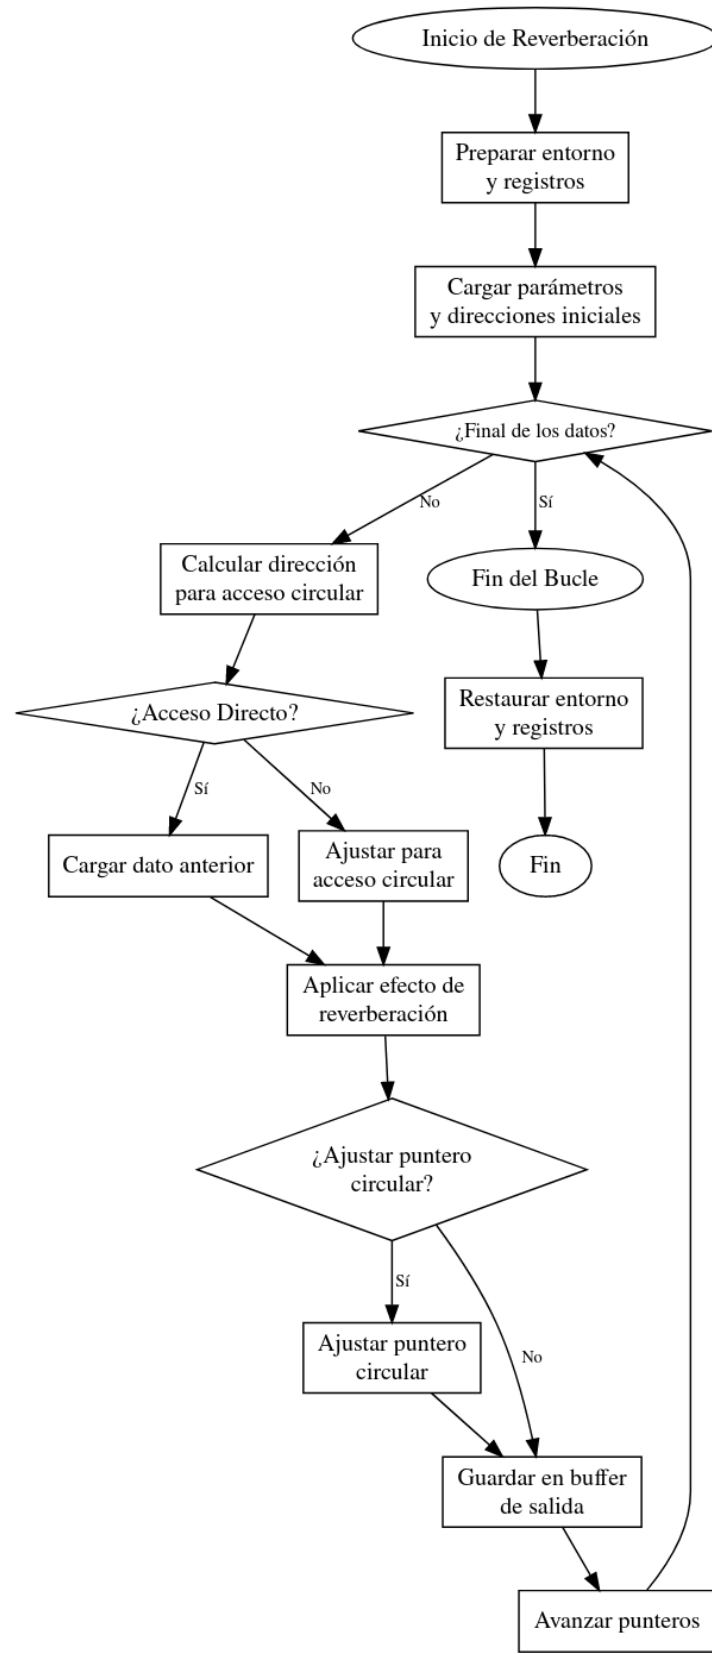 Inicio de Reverberación
Preparar entorno
y registros
Cargar parámetros
y direcciones iniciales
¿Final de los datos?
No
Sí
Calcular dirección
para acceso circular
Fin del Bucle
¿Acceso Directo?
Restaurar entorno
y registros
Sí
No
Cargar dato anterior
Ajustar para
acceso circular
Fin
Aplicar efecto de
reverberación
¿Ajustar puntero
circular?
Sí
Ajustar puntero
circular
No
Guardar en buffer
de salida
Avanzar punteros